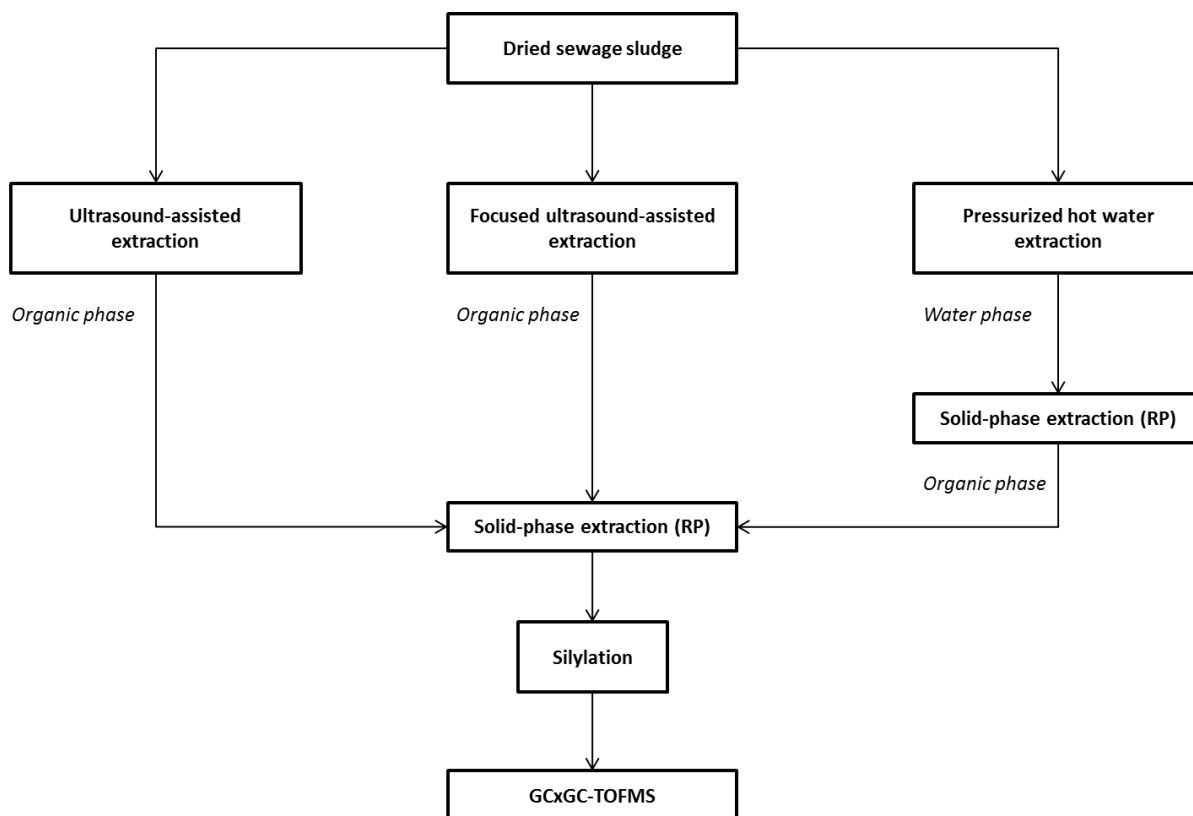 Dried sewage sludge
Ultrasound-assisted
extraction
Focused ultrasound-assisted
extraction
Pressurized hot water
extraction
Organic phase
Organic phase
Water phase
Solid-phase extraction (RP)
Organic phase
Solid-phase extraction (RP)
Silylation
GCxGC-TOFMS